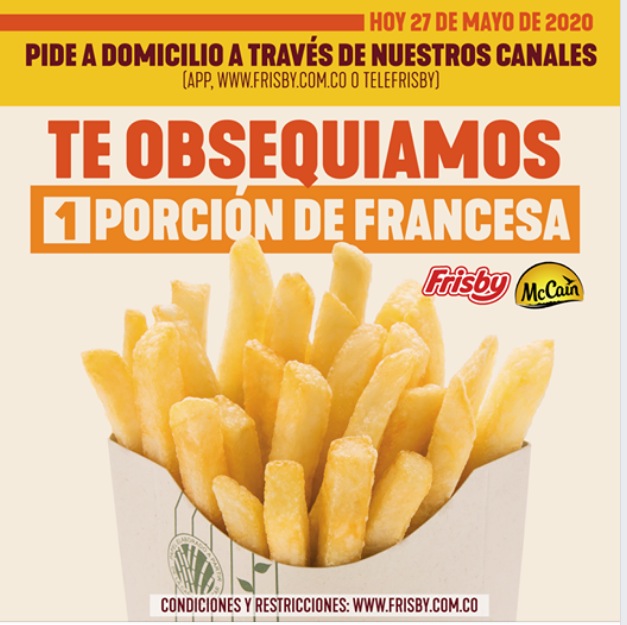 HOY 27 DE MAYO DE 2020
PIDE A DOMICILIO A TRAVÉS DE NUESTROS CANALES
(APP, WWW.FRISBY.COM.CO O TELEFRISBY)
TE OBSEQUIAMOS
1 PORCIÓN DE FRANCESA
Frisby McCain
CONDICIONES Y RESTRICCIONES: WWW.FRISBY.COM.CO